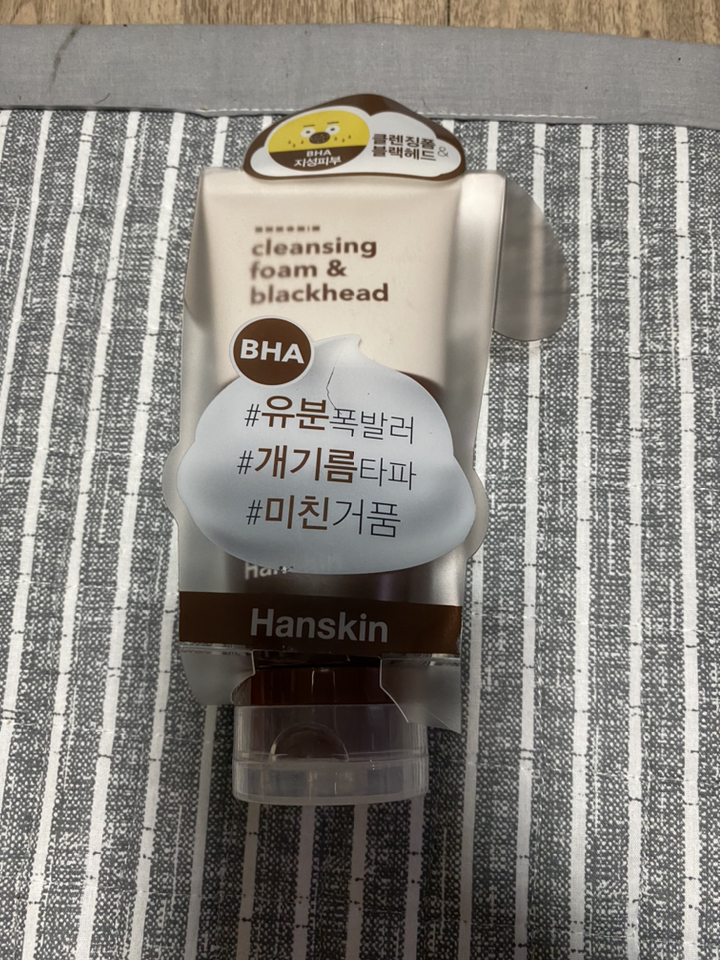 BHA
지성피부
클렌징폼 &
블랙헤드
cleansing
foam &
blackhead
BHA
#유분폭발러
#개기름타파
#미친거품
Hanskin